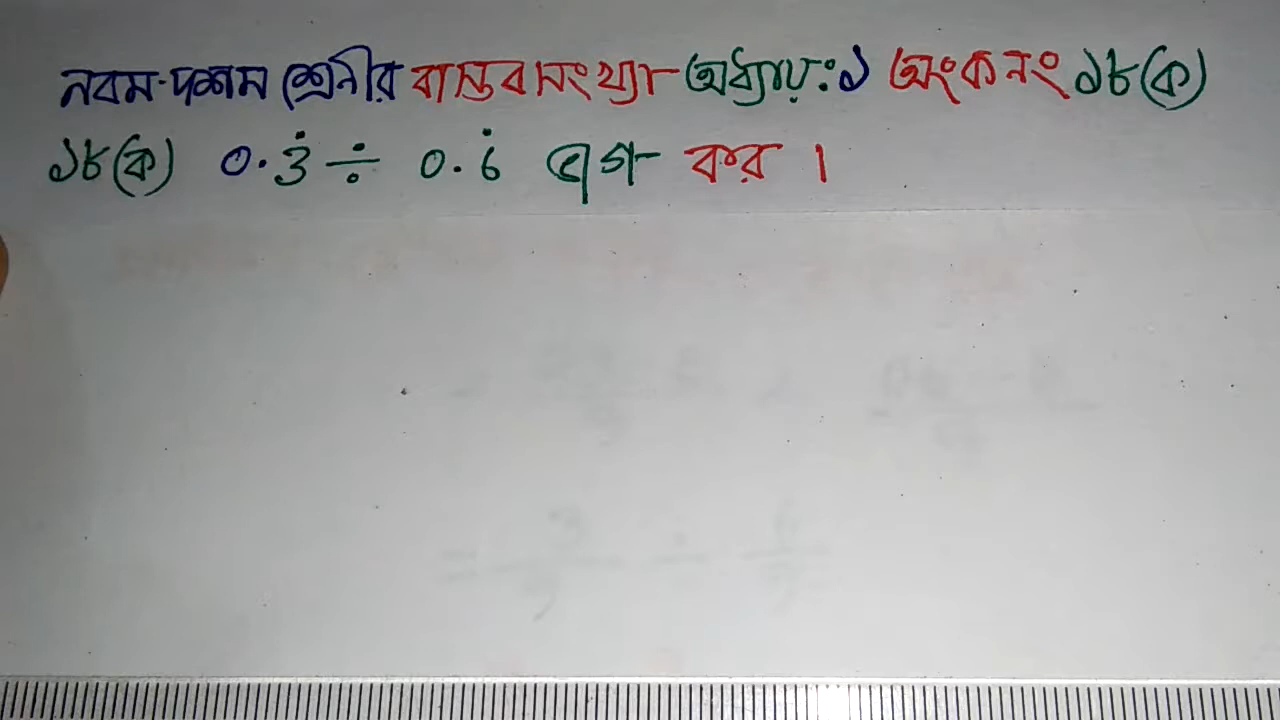 নবম-দশম শ্রেনীর বাস্তব সংখ্যা অধ্যায়ঃ১ অংক নং ১৮(ক)
১৮(ক) 0.3̇ ÷ 0.6̇ ভাগ কর ।